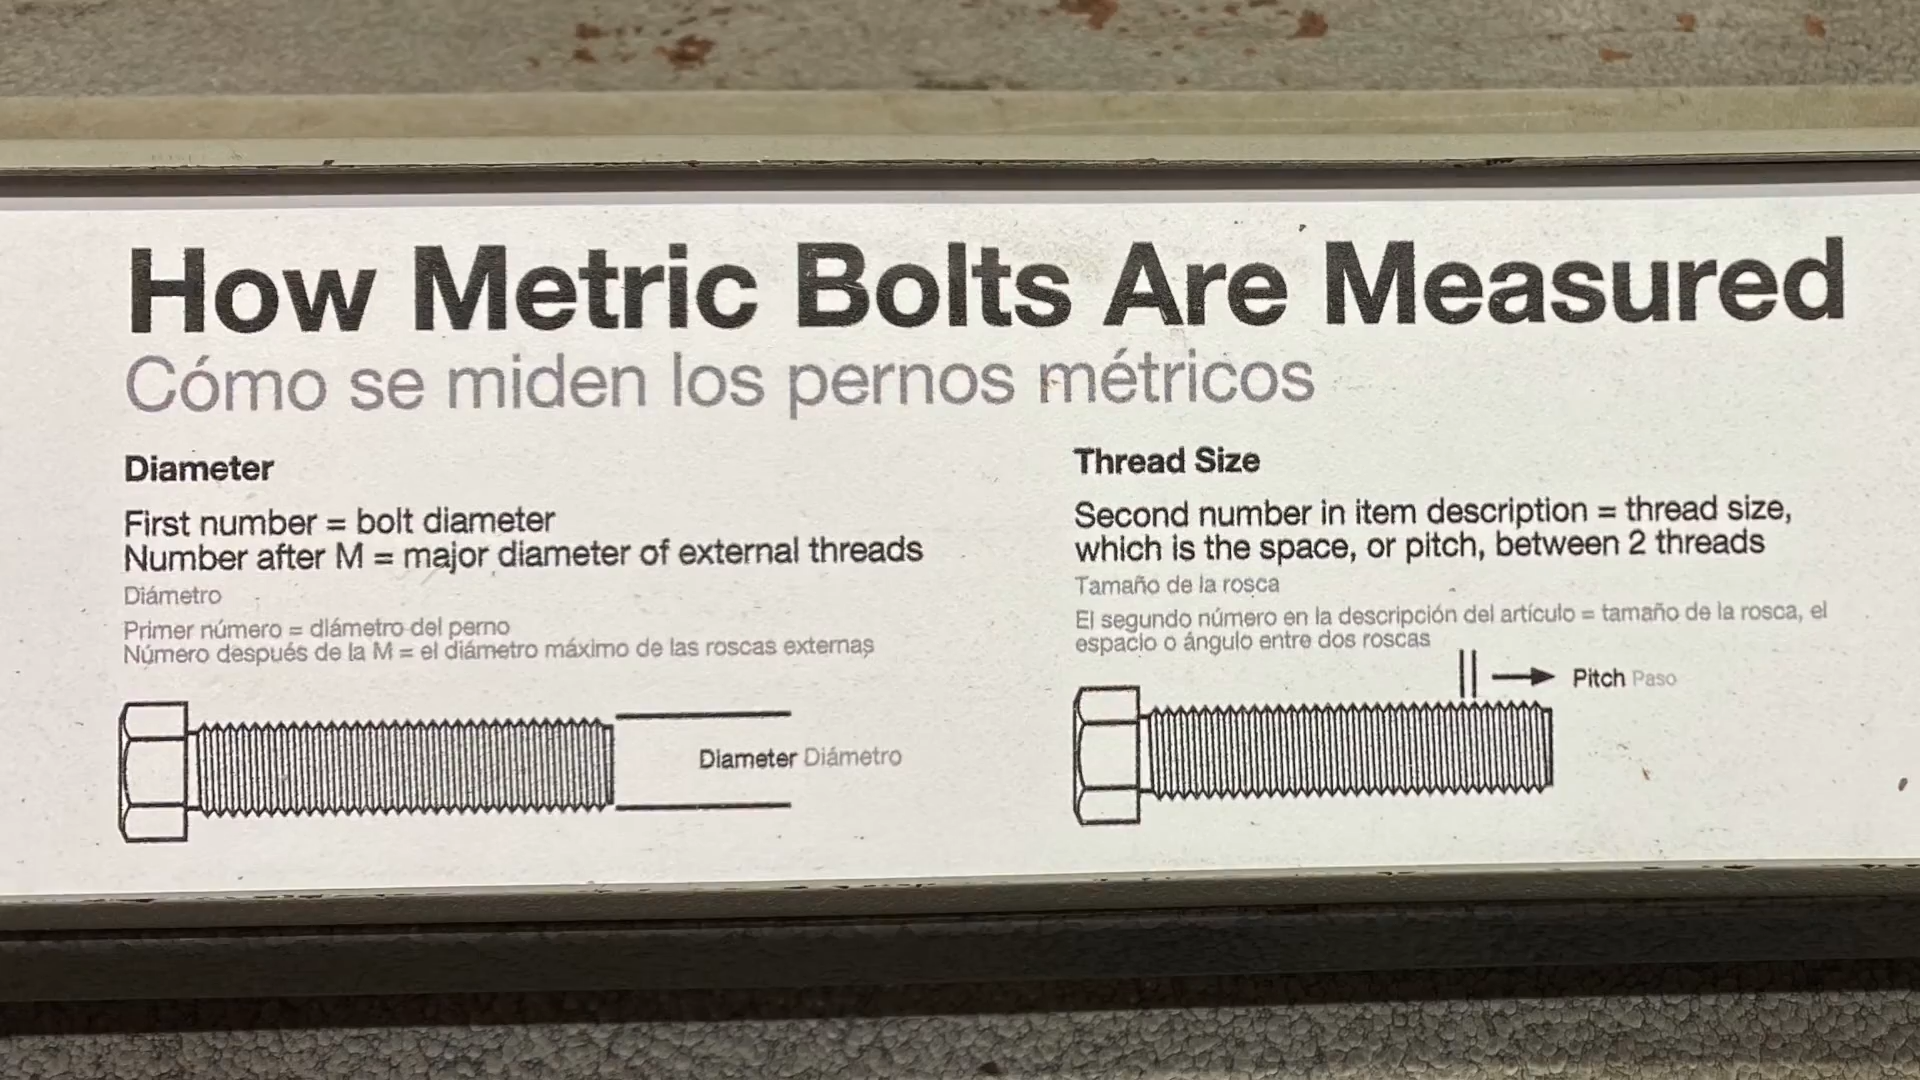 How Metric Bolts Are Measured
Cómo se miden los pernos métricos
Diameter
First number = bolt diameter
Number after M = major diameter of external threads
Diámetro
Primer número = diámetro del perno
Número después de la M = el diámetro máximo de las roscas externas
Diameter Diámetro
Thread Size
Second number in item description = thread size,
which is the space, or pitch, between 2 threads
Tamaño de la rosca
El segundo número en la descripción del artículo = tamaño de la rosca, el
espacio o ángulo entre dos roscas
Pitch Paso